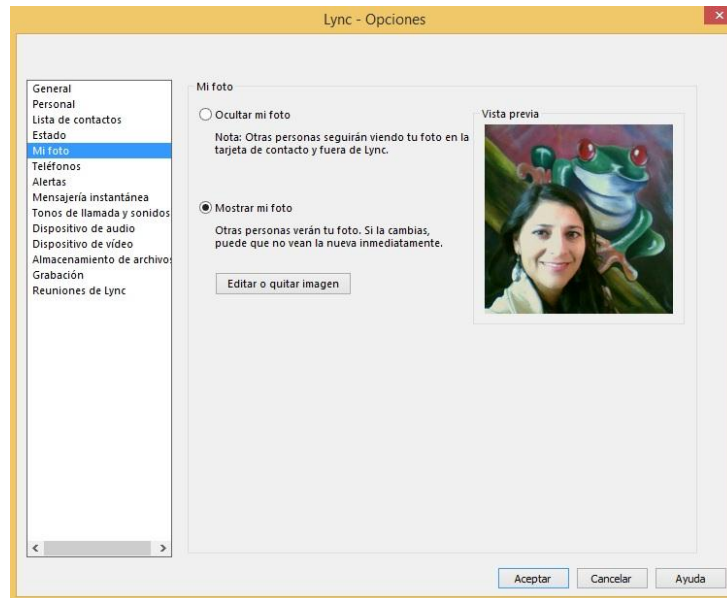 Lync - Opciones
General
Personal
Lista de contactos
Estado
Mi foto
Teléfonos
Alertas
Mensajería instantánea
Tonos de llamada y sonidos
Dispositivo de audio
Dispositivo de vídeo
Almacenamiento de archivos
Grabación
Reuniones de Lync
Mi foto
Ocultar mi foto
Nota: Otras personas seguirán viendo tu foto en la
tarjeta de contacto y fuera de Lync.
Mostrar mi foto
Otras personas verán tu foto. Si la cambias,
puede que no vean la nueva inmediatamente.
Editar o quitar imagen
Vista previa
Aceptar
Cancelar
Ayuda